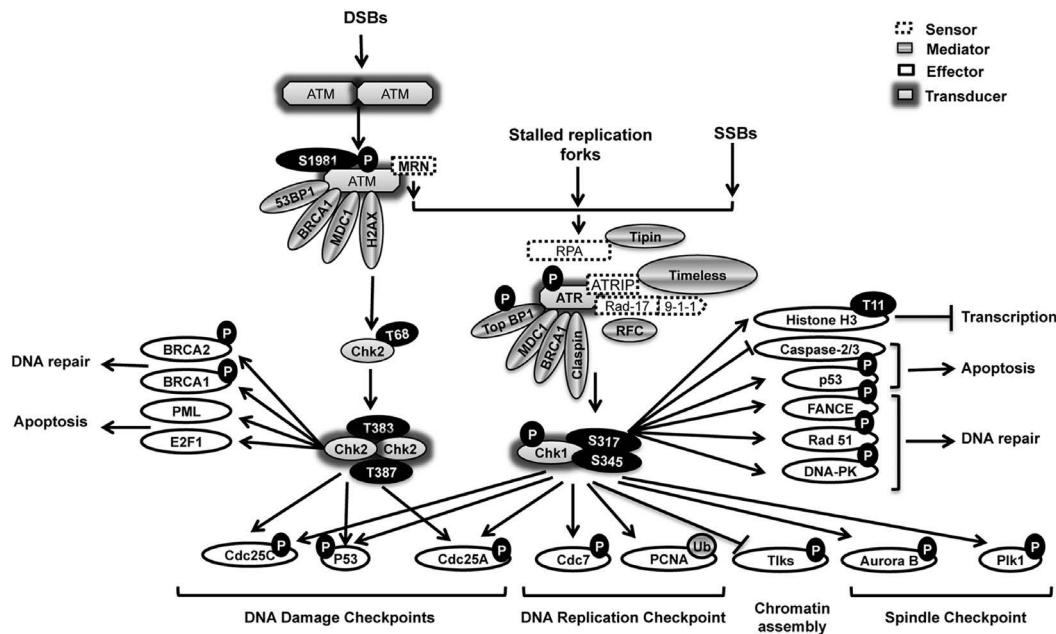 DSBs
Sensor
Mediator
Effector
Transducer
ATM ATM
Stalled replication
forks
SSBs
S1981 P MRN
ATM
53BP1
BRCA1
MDC1
H2AX
RPA
Tipin
Timeless
P
ATR
ATRIP
Rad-17 9-1-1
RFC
P
Top BP1
MDC1
BRCA1
Claspin
T68
Chk2
T11
Histone H3
Transcription
Caspase-2/3
P
p53
Apoptosis
P
FANCE
P
Rad 51
DNA repair
P
DNA-PK
DNA repair
P
BRCA2
P
BRCA1
Apoptosis
PML
E2F1
T383
Chk2 Chk2
T387
P
Chk1
S317
S345
Cdc25C P
P P53
Cdc25A P
Cdc7 P
PCNA Ub
Tlks P
Aurora B P
Plk1 P
DNA Damage Checkpoints
DNA Replication Checkpoint
Chromatin
assembly
Spindle Checkpoint